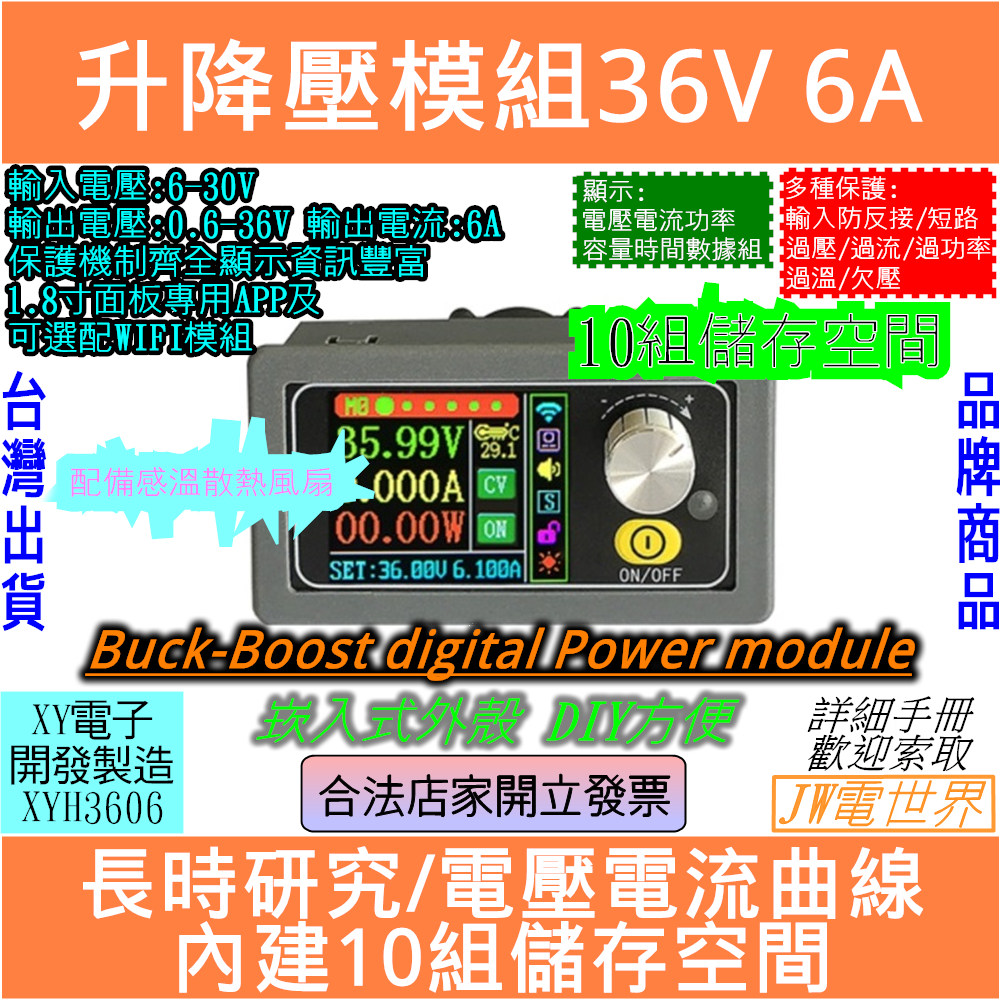 升降壓模組36V 6A
輸入電壓:6-30V
輸出電壓:0.6-36V 輸出電流:6A
保護機制齊全顯示資訊豐富
1.8寸面板專用APP及
可選配WIFI模組
顯示:
電壓電流功率
容量時間數據組
多種保護:
輸入防反接/短路
過壓/過流/過功率
過溫/欠壓
10組儲存空間
台灣出貨
品牌商品
配備感溫散熱風扇
M0
35.99V
.000A
00.00W
℃
29.1
CV
ON
S
SET:36.00V 6.100A
- +
ON/OFF
Buck-Boost digital Power module
崁入式外殼 DIY方便
XY電子
開發製造
XYH3606
合法店家開立發票
詳細手冊
歡迎索取
JW電世界
長時研究/電壓電流曲線
內建10組儲存空間